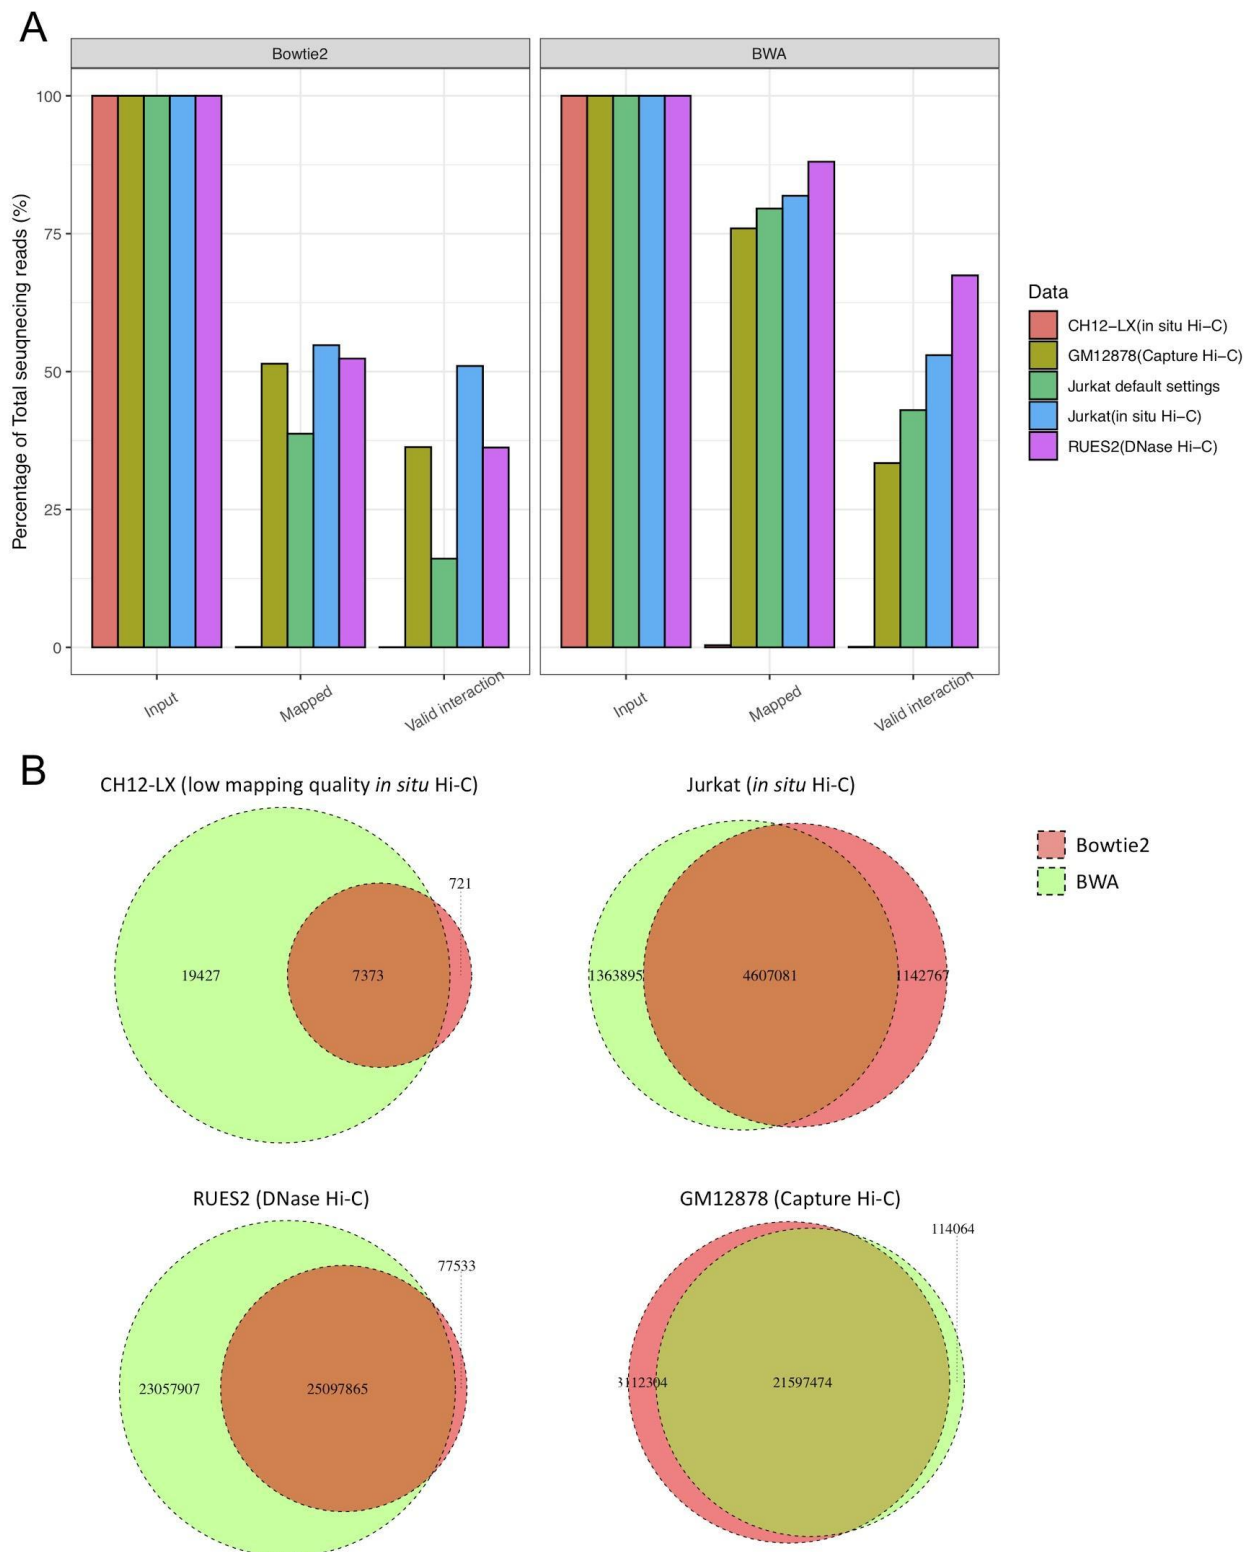 A
Bowtie2
BWA
Percentage of Total seuqnecing reads (%)
100
75
50
25
0
Input
Mapped
Valid interaction
Input
Mapped
Valid interaction
Data
CH12-LX(in situ Hi-C)
GM12878(Capture Hi-C)
Jurkat default settings
Jurkat(in situ Hi-C)
RUES2(DNase Hi-C)
B
CH12-LX (low mapping quality in situ Hi-C)
721
19427
7373
Jurkat (in situ Hi-C)
1363895
4607081
1142767
Bowtie2
BWA
RUES2 (DNase Hi-C)
77533
23057907
25097865
GM12878 (Capture Hi-C)
114064
3112304
21597474